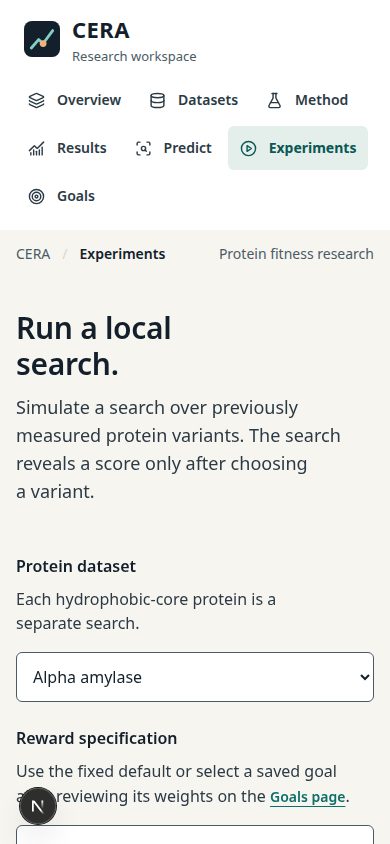 CERA
Research workspace
Overview
Datasets
Method
Results
Predict
Experiments
Goals
CERA / Experiments
Protein fitness research
Run a local
search.
Simulate a search over previously
measured protein variants. The search
reveals a score only after choosing
a variant.
Protein dataset
Each hydrophobic-core protein is a
separate search.
Alpha amylase
Reward specification
Use the fixed default or select a saved goal
reviewing its weights on the Goals page.
N